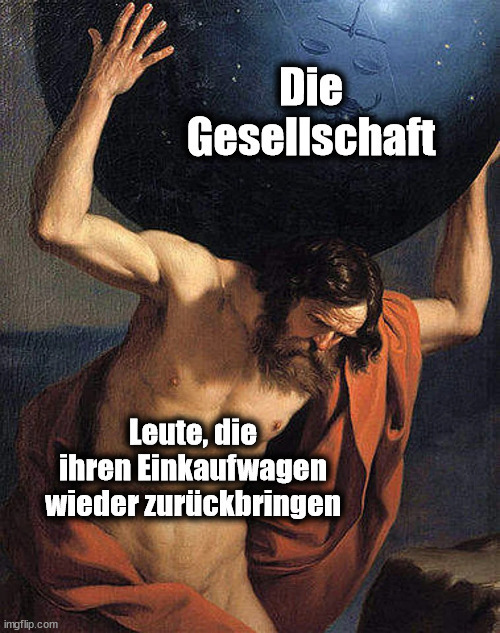 Die
Gesellschaft
Leute, die
ihren Einkaufwagen
wieder zurückbringen
imgflip.com